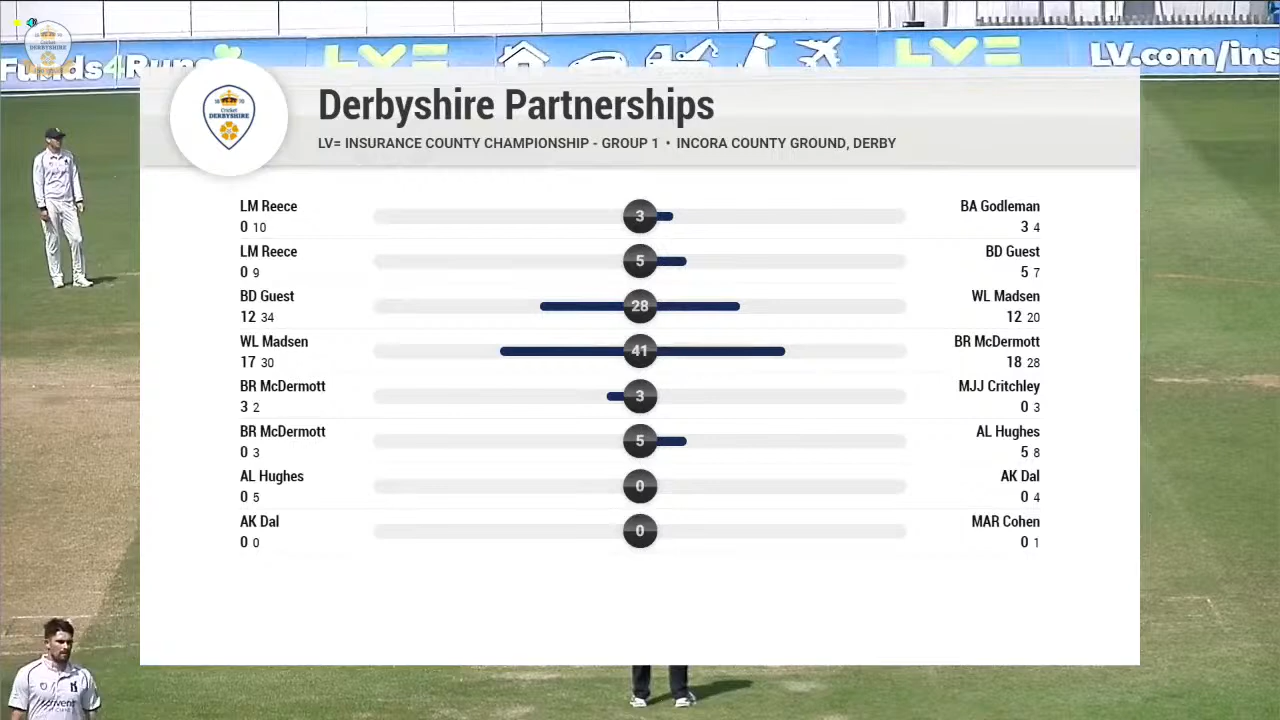 Funds4Runs
LV=
LV=
LV.com/ins
Cricket
DERBYSHIRE
Derbyshire Partnerships
LV= INSURANCE COUNTY CHAMPIONSHIP - GROUP 1 • INCORA COUNTY GROUND, DERBY
LM Reece 3 BA Godleman
0 10 3 4
LM Reece 5 BD Guest
0 9 5 7
BD Guest 28 WL Madsen
12 34 12 20
WL Madsen 41 BR McDermott
17 30 18 28
BR McDermott 3 MJJ Critchley
3 2 0 3
BR McDermott 5 AL Hughes
0 3 5 8
AL Hughes 0 AK Dal
0 5 0 4
AK Dal 0 MAR Cohen
0 0 0 1